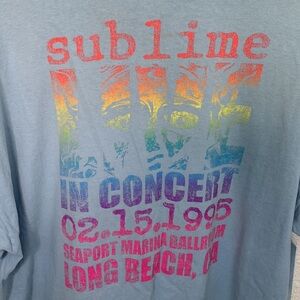 sublime
LIVE
IN CONCERT
02.15.1995
SEAPORT MARINA BALLROOM
LONG BEACH, CA